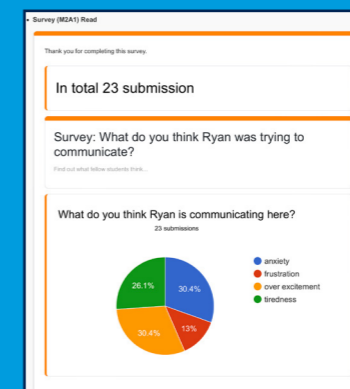 Survey (M2A1) Read
Thank you for completing this survey.
In total 23 submission
Survey: What do you think Ryan was trying to
communicate?
Find out what fellow students think...
What do you think Ryan is communicating here?
23 submissions
anxiety
frustration
over excitement
tiredness
26.1%
30.4%
30.4%
13%